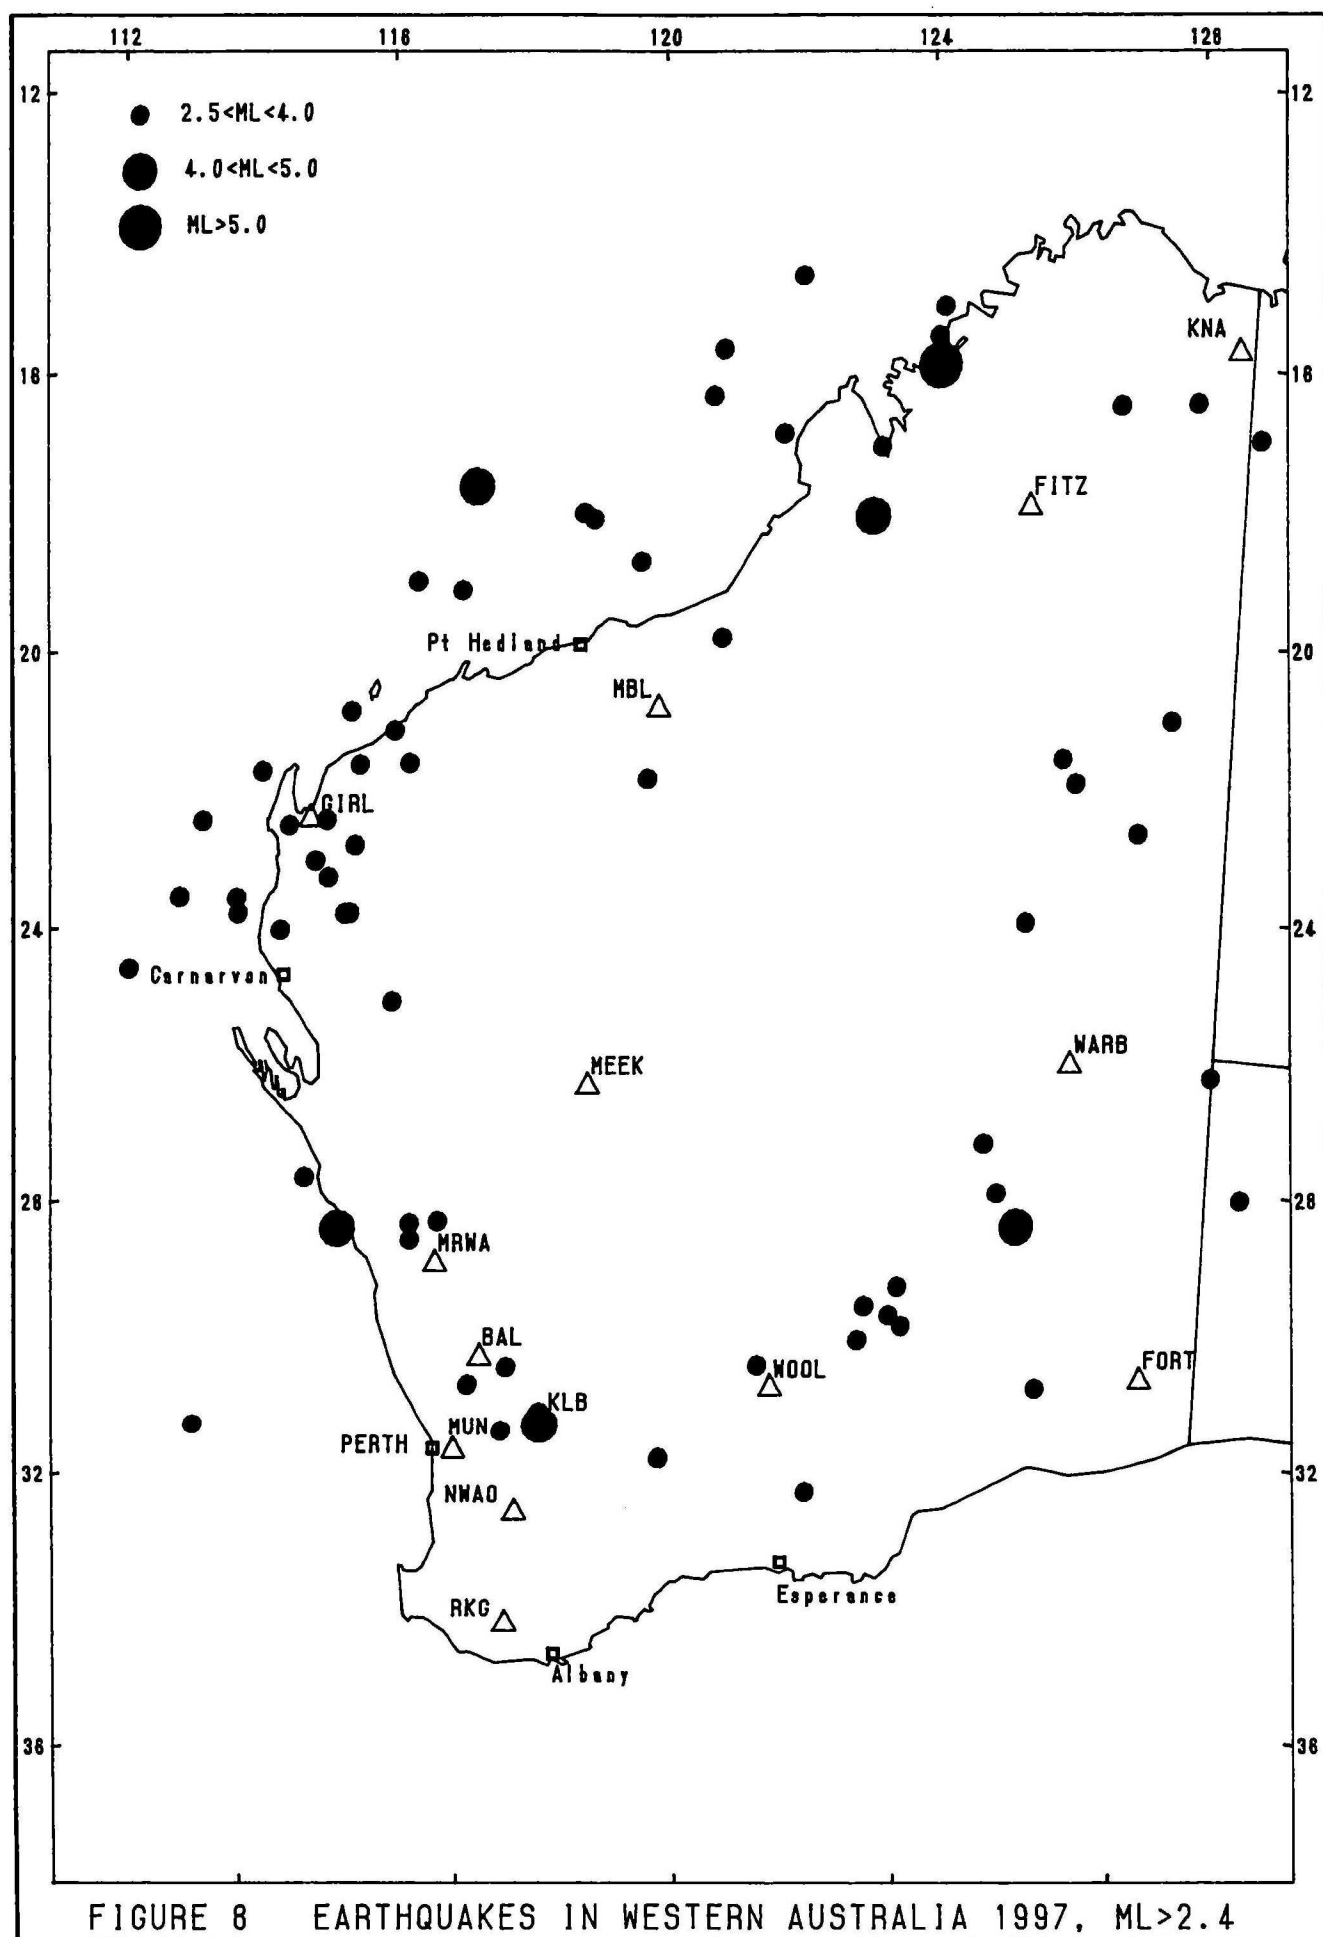 112 116 120 124 128
12 12
2.5<ML<4.0
4.0<ML<5.0
ML>5.0
KNA
16 16
FITZ
Pt Hedland
20 20
MBL
GIRL
24 24
Carnarvon
MEEK
WARB
28 28
MRWA
BAL
WOOL
FORT
KLB
MUN
PERTH
32 32
NWAO
Esperance
RKG
Albany
36 36
FIGURE 8 EARTHQUAKES IN WESTERN AUSTRALIA 1997, ML>2.4